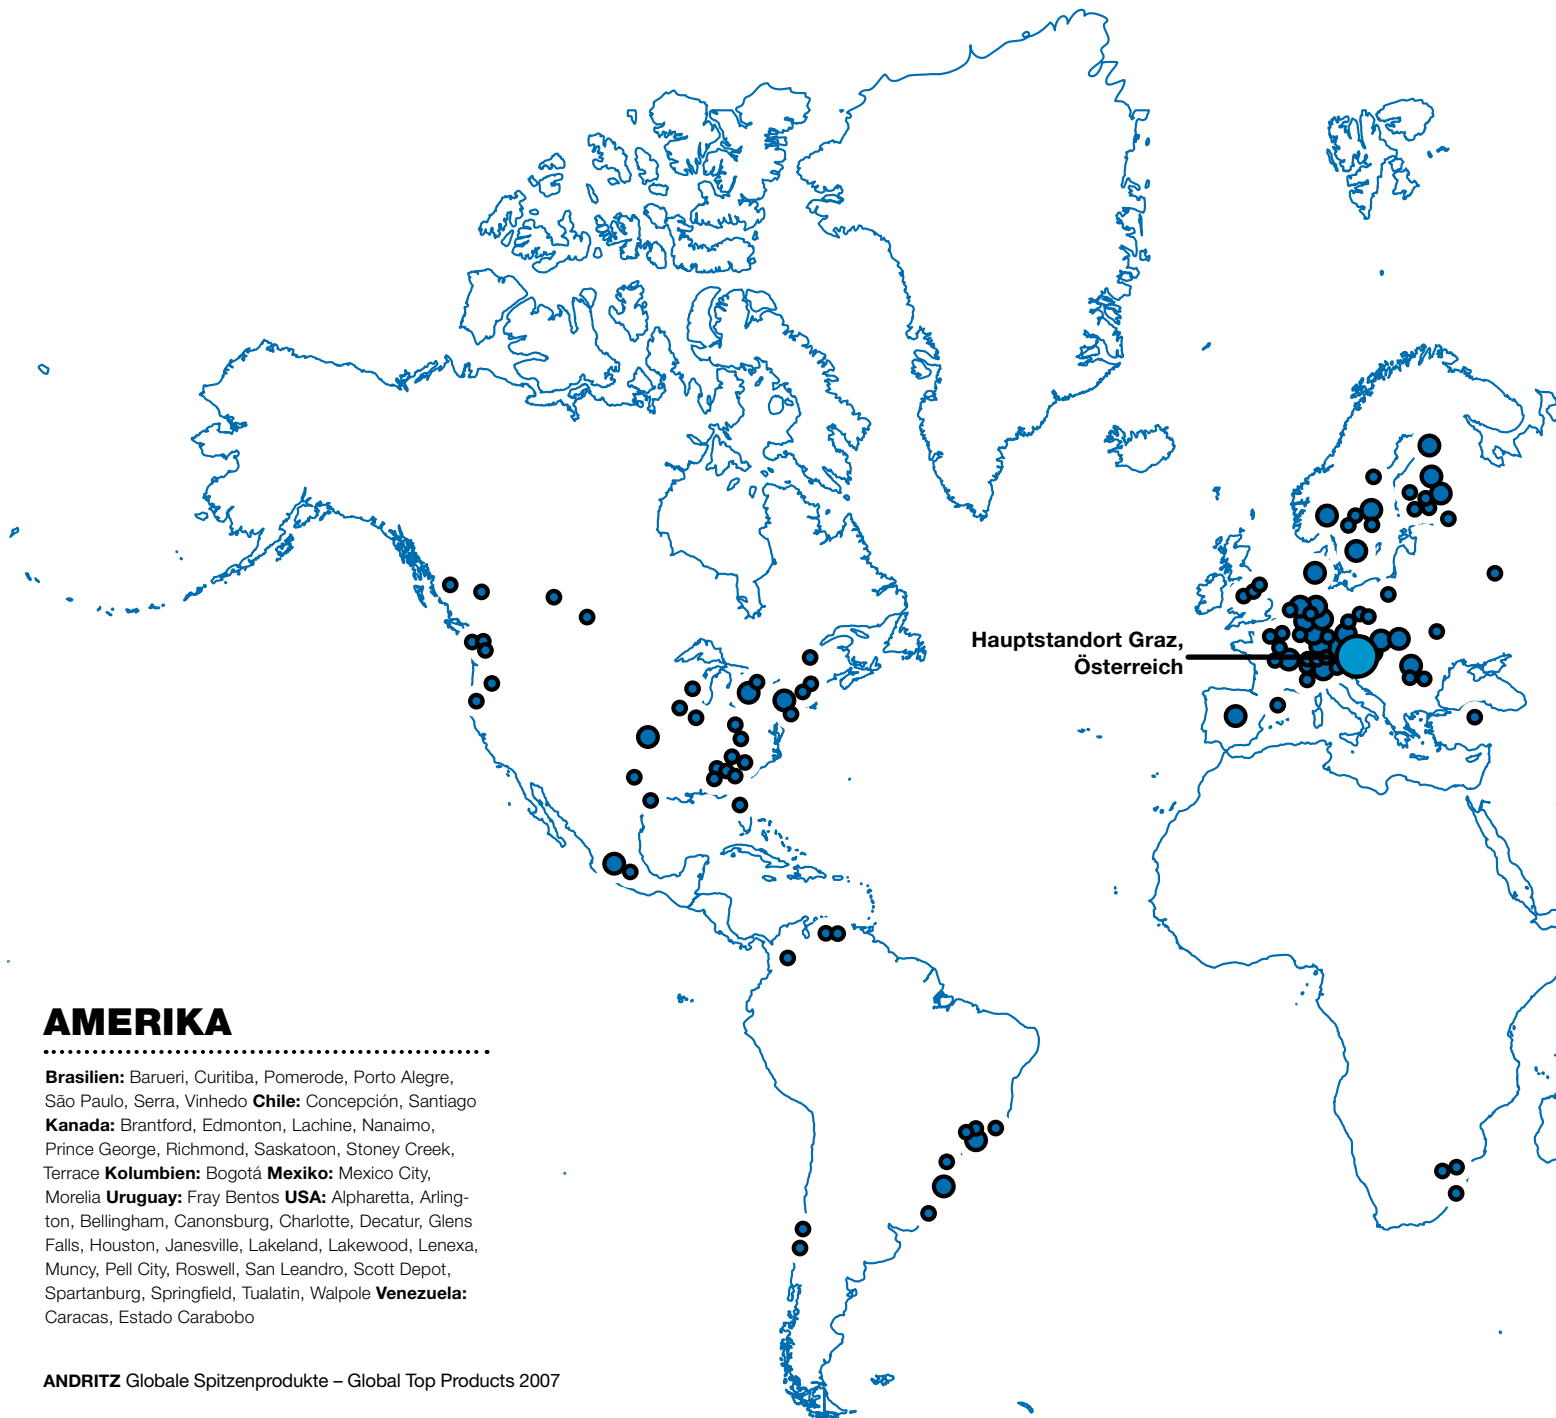 Hauptstandort Graz,
Österreich
AMERIKA
Brasilien: Barueri, Curitiba, Pomerode, Porto Alegre,
São Paulo, Serra, Vinhedo Chile: Concepción, Santiago
Kanada: Brantford, Edmonton, Lachine, Nanaimo,
Prince George, Richmond, Saskatoon, Stoney Creek,
Terrace Kolumbien: Bogotá Mexiko: Mexico City,
Morelia Uruguay: Fray Bentos USA: Alpharetta, Arling-
ton, Bellingham, Canonsburg, Charlotte, Decatur, Glens
Falls, Houston, Janesville, Lakeland, Lakewood, Lenexa,
Muncy, Pell City, Roswell, San Leandro, Scott Depot,
Spartanburg, Springfield, Tualatin, Walpole Venezuela:
Caracas, Estado Carabobo
ANDRITZ Globale Spitzenprodukte – Global Top Products 2007